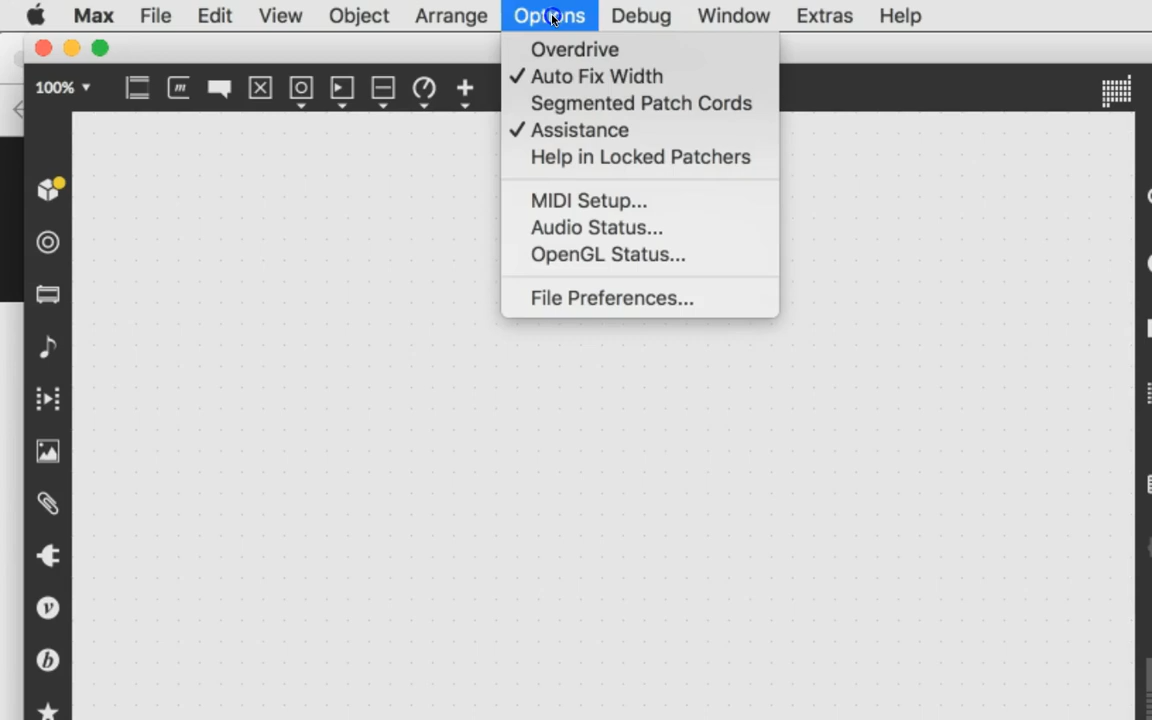 Max File Edit View Object Arrange Options Debug Window Extras Help
100%
m
Overdrive
Auto Fix Width
Segmented Patch Cords
Assistance
Help in Locked Patchers
MIDI Setup...
Audio Status...
OpenGL Status...
File Preferences...
v
b